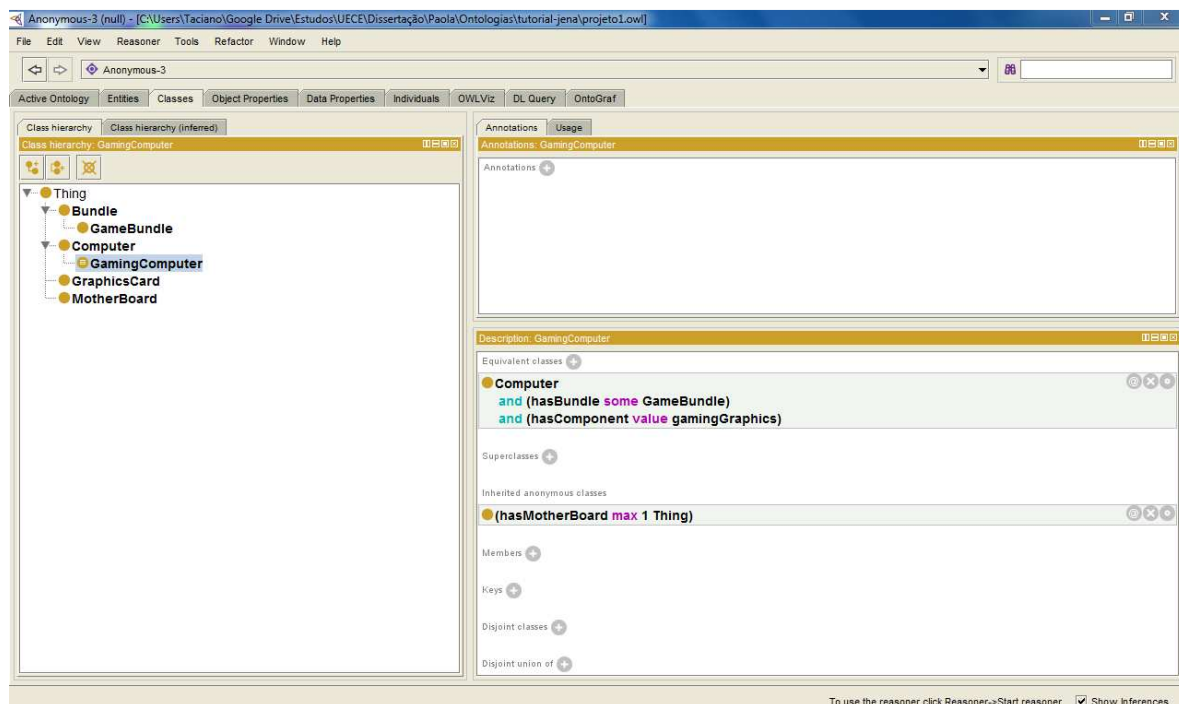 Anonymous-3 (null) - [C:\Users\Taciano\Google Drive\Estudos\UECE\Dissertação\Paola\Ontologias\tutorial-jena\projeto1.owl]
File Edit View Reasoner Tools Refactor Window Help
Anonymous-3
Active Ontology Entities Classes Object Properties Data Properties Individuals OWLViz DL Query OntoGraf
Class hierarchy Class hierarchy (inferred)
Class hierarchy: GamingComputer
Thing
Bundle
GameBundle
Computer
GamingComputer
GraphicsCard
MotherBoard
Annotations Usage
Annotations: GamingComputer
Annotations
Description: GamingComputer
Equivalent classes
Computer
and (hasBundle some GameBundle)
and (hasComponent value gamingGraphics)
Superclasses
Inherited anonymous classes
(hasMotherBoard max 1 Thing)
Members
Keys
Disjoint classes
Disjoint union of
To use the reasoner click Reasoner->Start reasoner Show Inferences